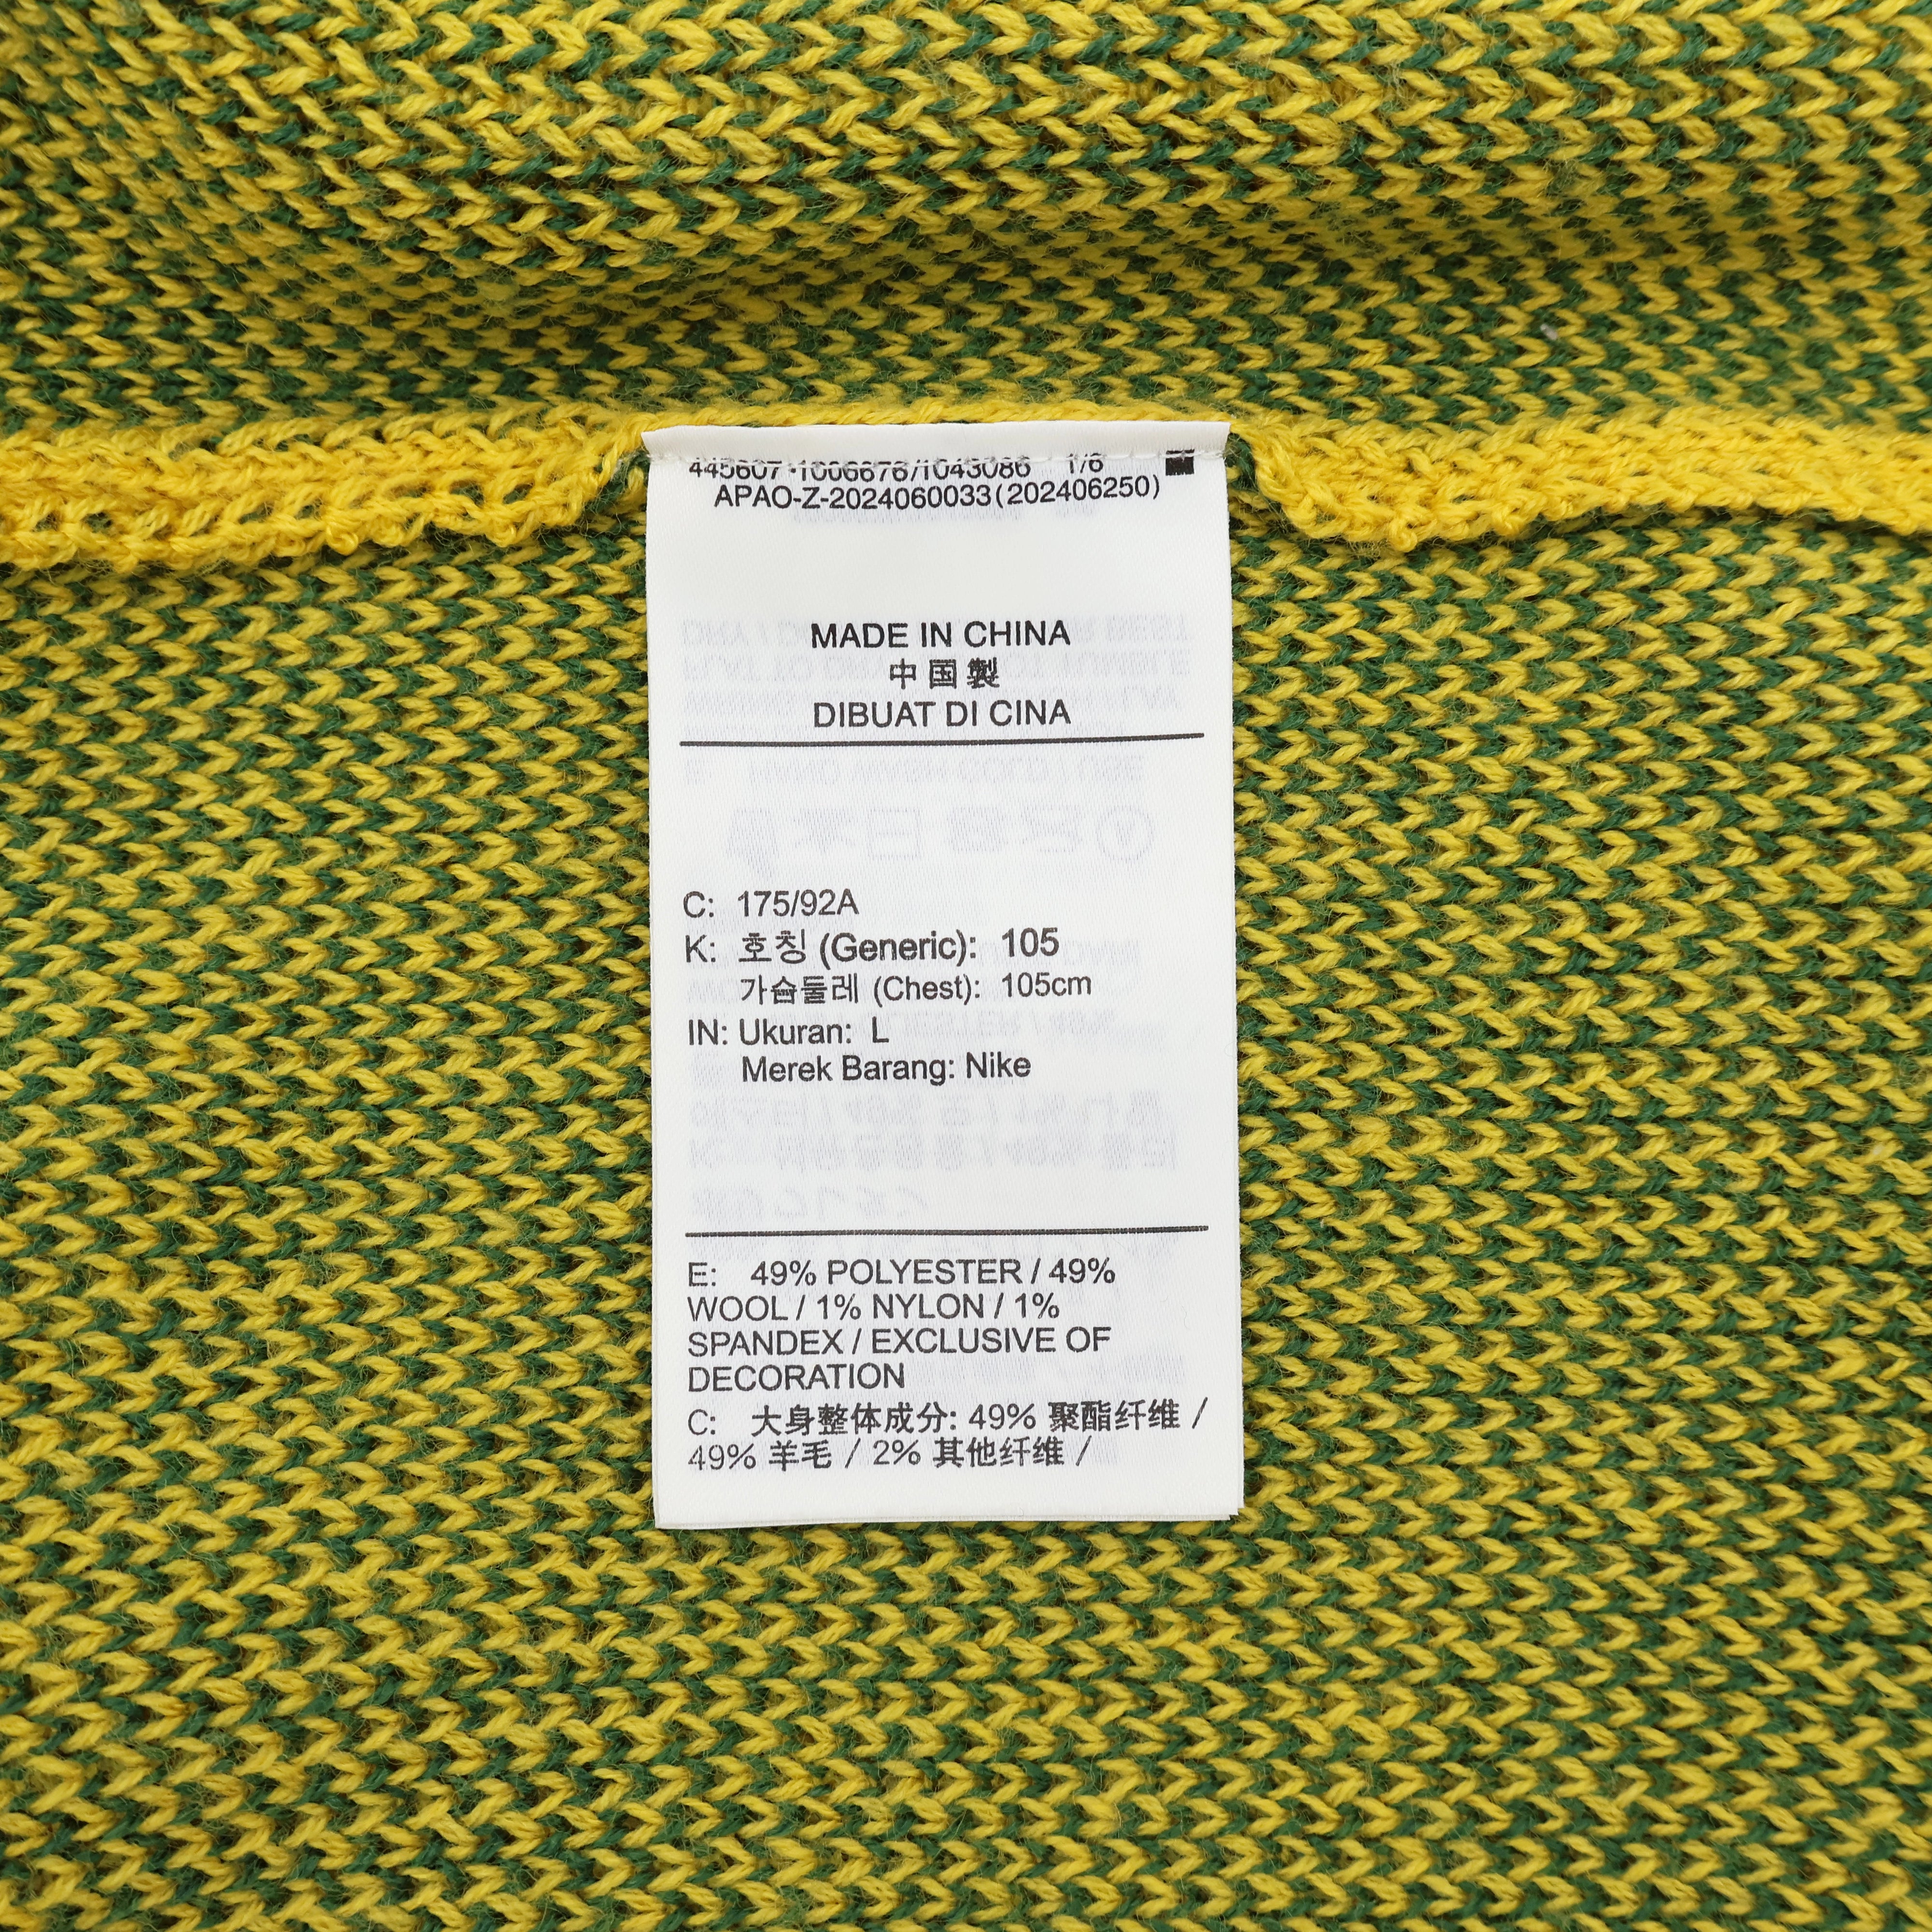 445607-1006676/1043086 1/6
APAO-Z-2024060033(202406250)
MADE IN CHINA
中国製
DIBUAT DI CINA
C: 175/92A
K: 호칭 (Generic): 105
가슴둘레 (Chest): 105cm
IN: Ukuran: L
Merek Barang: Nike
E: 49% POLYESTER / 49%
WOOL / 1% NYLON / 1%
SPANDEX / EXCLUSIVE OF
DECORATION
C: 大身整体成分: 49% 聚酯纤维 /
49% 羊毛 / 2% 其他纤维 /